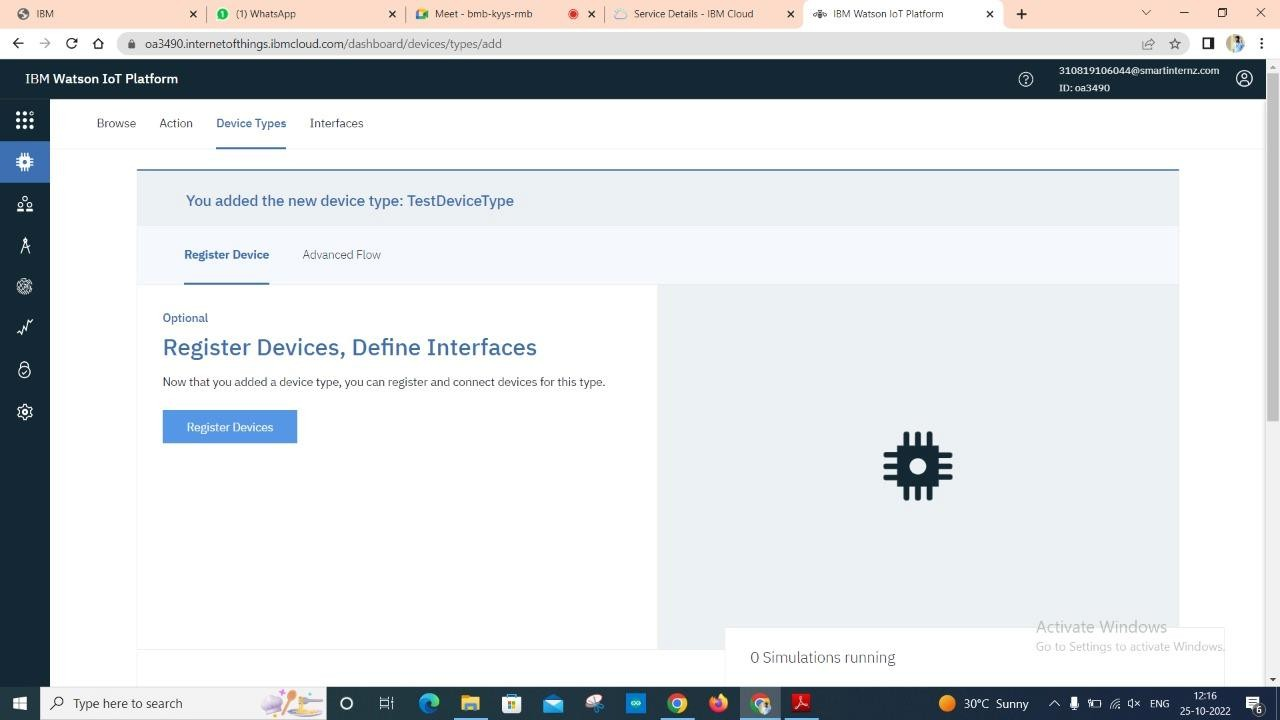 IBM
(1) WhatsApp
Meet - bmb-kyys-rmb
Service Details - IBM Cloud
IBM Watson IoT Platform
oa3490.internetofthings.ibmcloud.com/dashboard/devices/types/add
IBM Watson IoT Platform
310819106044@smartinternz.com
ID: oa3490
Browse
Action
Device Types
Interfaces
You added the new device type: TestDeviceType
Register Device
Advanced Flow
Optional
Register Devices, Define Interfaces
Now that you added a device type, you can register and connect devices for this type.
Register Devices
Activate Windows
Go to Settings to activate Windows.
0 Simulations running
Type here to search
30°C Sunny
ENG
12:16
25-10-2022
6